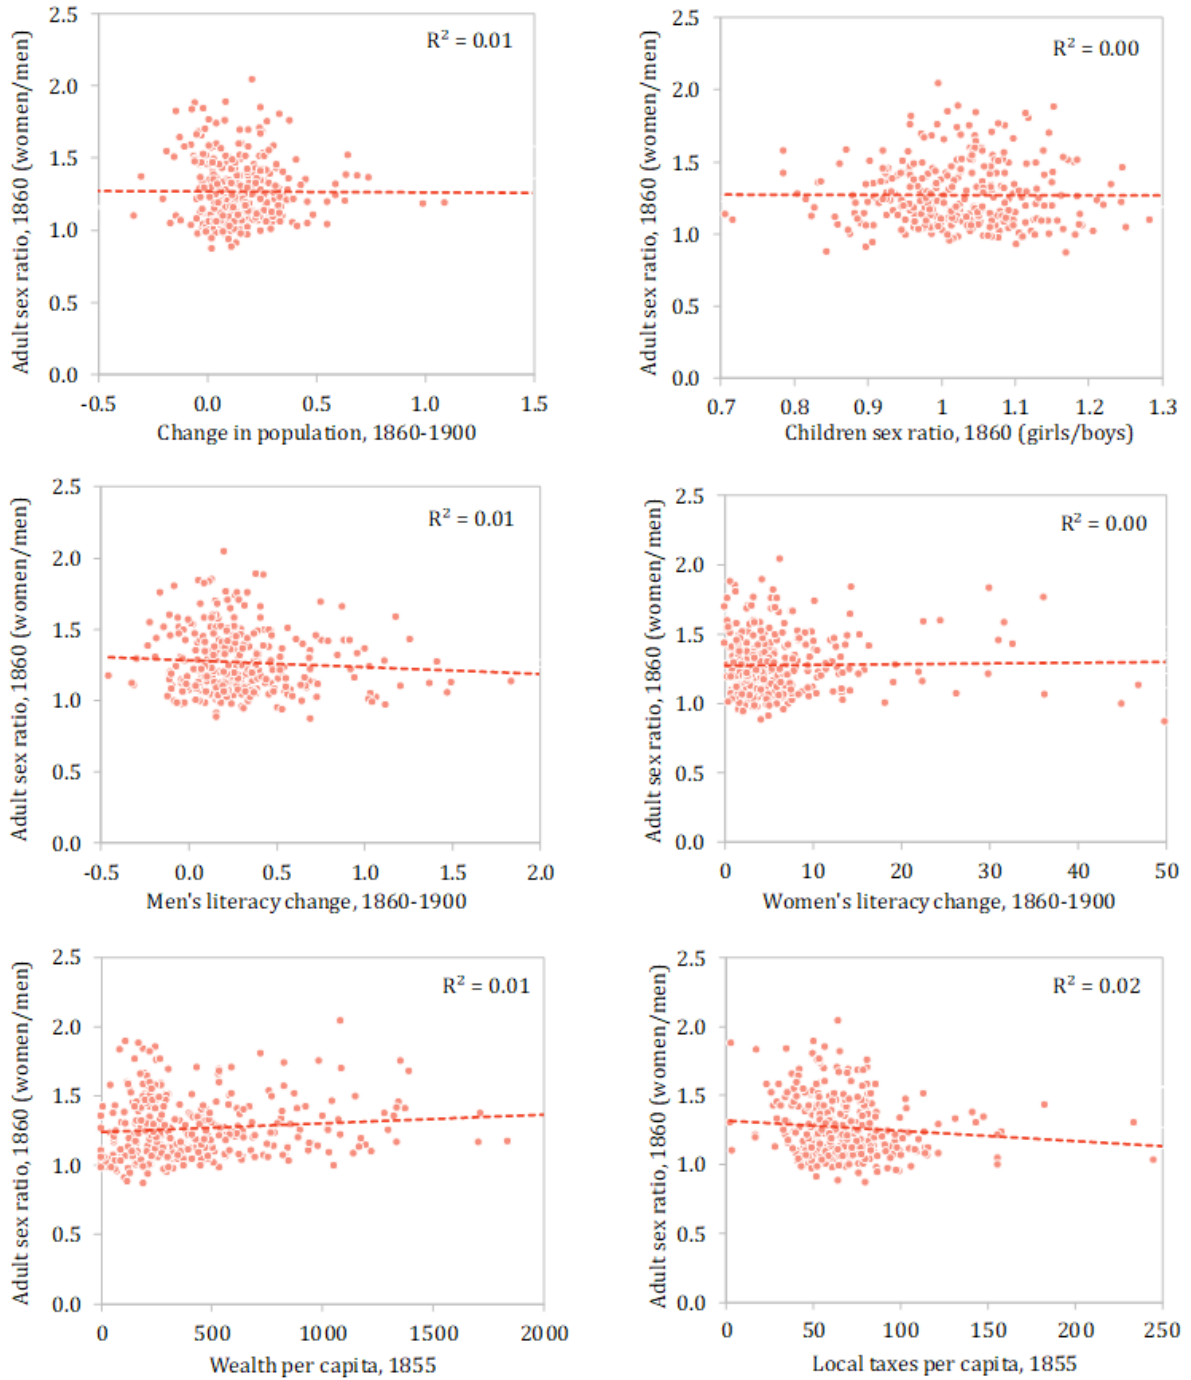 Adult sex ratio, 1860 (women/men)
2.5
2.0
1.5
1.0
0.5
0.0
R² = 0.01
-0.5 0.0 0.5 1.0 1.5
Change in population, 1860-1900
Adult sex ratio, 1860 (women/men)
2.5
2.0
1.5
1.0
0.5
0.0
R² = 0.00
0.7 0.8 0.9 1 1.1 1.2 1.3
Children sex ratio, 1860 (girls/boys)
Adult sex ratio, 1860 (women/men)
2.5
2.0
1.5
1.0
0.5
0.0
R² = 0.01
-0.5 0.0 0.5 1.0 1.5 2.0
Men's literacy change, 1860-1900
Adult sex ratio, 1860 (women/men)
2.5
2.0
1.5
1.0
0.5
0.0
R² = 0.00
0 10 20 30 40 50
Women's literacy change, 1860-1900
Adult sex ratio, 1860 (women/men)
2.5
2.0
1.5
1.0
0.5
0.0
R² = 0.01
0 500 1000 1500 2000
Wealth per capita, 1855
Adult sex ratio, 1860 (women/men)
2.5
2.0
1.5
1.0
0.5
0.0
R² = 0.02
0 50 100 150 200 250
Local taxes per capita, 1855